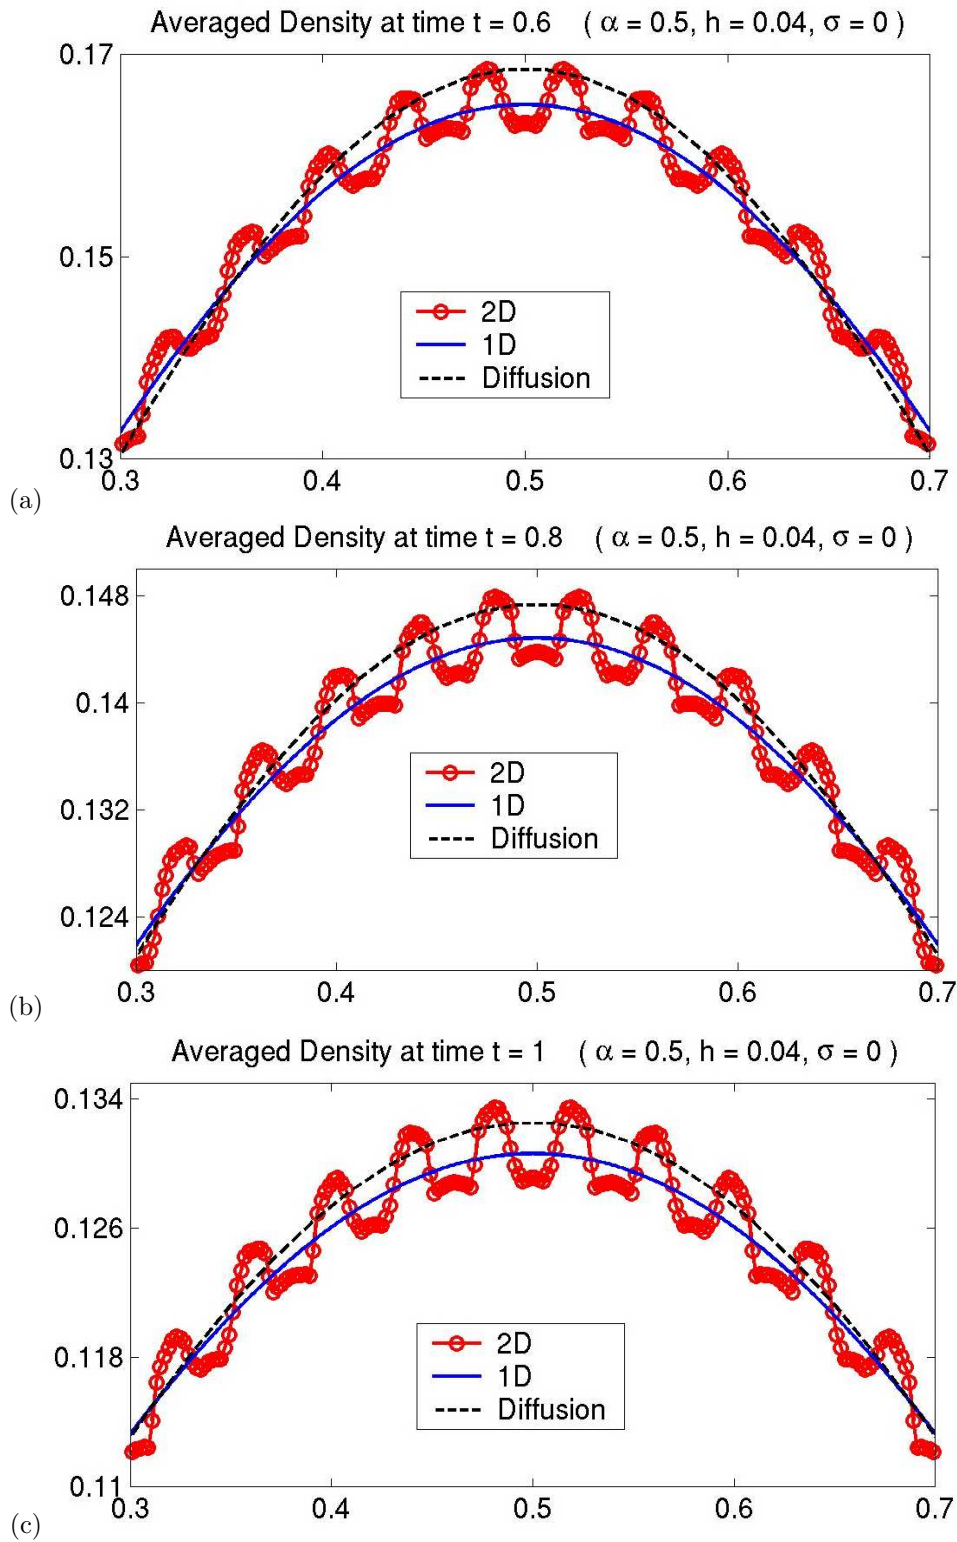 Averaged Density at time t = 0.6 ( α = 0.5, h = 0.04, σ = 0 )
0.17
0.15
0.13
2D
1D
Diffusion
0.3 0.4 0.5 0.6 0.7
(a)
Averaged Density at time t = 0.8 ( α = 0.5, h = 0.04, σ = 0 )
0.148
0.14
0.132
0.124
2D
1D
Diffusion
0.3 0.4 0.5 0.6 0.7
(b)
Averaged Density at time t = 1 ( α = 0.5, h = 0.04, σ = 0 )
0.134
0.126
0.118
0.11
2D
1D
Diffusion
0.3 0.4 0.5 0.6 0.7
(c)